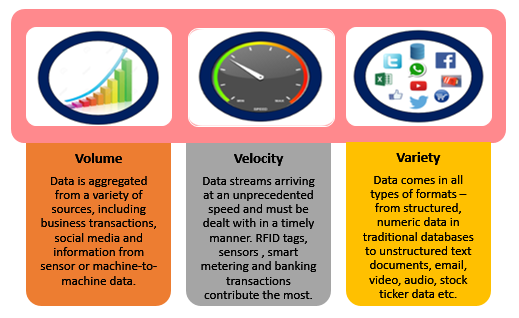 Volume
Data is aggregated
from a variety of
sources, including
business transactions,
social media and
information from
sensor or machine-to-
machine data.
Velocity
Data streams arriving
at an unprecedented
speed and must be
dealt with in a timely
manner. RFID tags,
sensors , smart
metering and banking
transactions
contribute the most.
Variety
Data comes in all
types of formats –
from structured,
numeric data in
traditional databases
to unstructured text
documents, email,
video, audio, stock
ticker data etc.